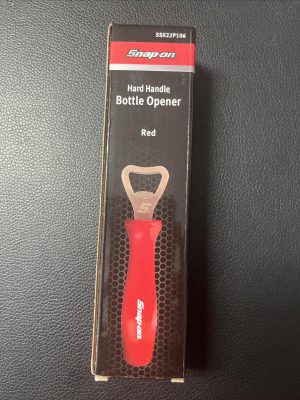 SSX22P106
Snap-on
Hard Handle
Bottle Opener
Red
S
Snap-on